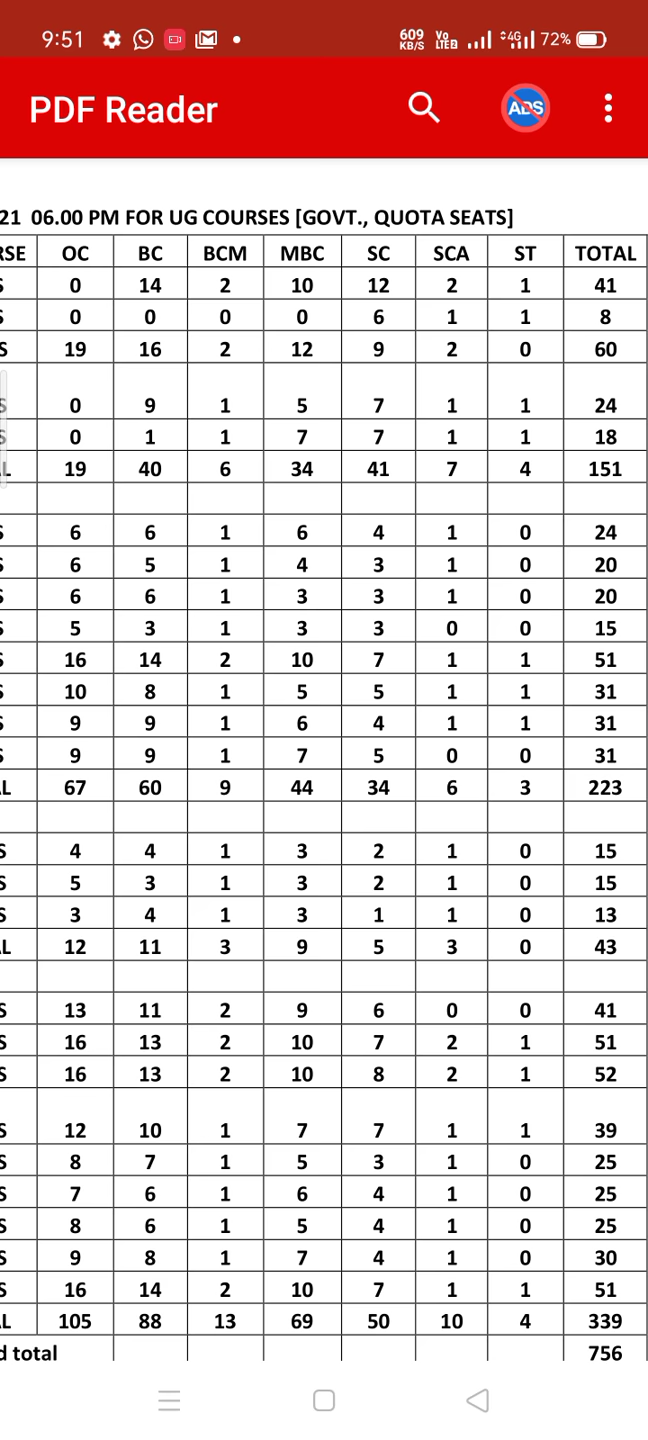 9:51 609 KB/S Vo LTE2 4G 72%
PDF Reader ADS
21 06.00 PM FOR UG COURSES [GOVT., QUOTA SEATS]
RSE OC BC BCM MBC SC SCA ST TOTAL
S 0 14 2 10 12 2 1 41
S 0 0 0 0 6 1 1 8
S 19 16 2 12 9 2 0 60
S 0 9 1 5 7 1 1 24
S 0 1 1 7 7 1 1 18
L 19 40 6 34 41 7 4 151
S 6 6 1 6 4 1 0 24
S 6 5 1 4 3 1 0 20
S 6 6 1 3 3 1 0 20
S 5 3 1 3 3 0 0 15
S 16 14 2 10 7 1 1 51
S 10 8 1 5 5 1 1 31
S 9 9 1 6 4 1 1 31
S 9 9 1 7 5 0 0 31
AL 67 60 9 44 34 6 3 223
S 4 4 1 3 2 1 0 15
S 5 3 1 3 2 1 0 15
S 3 4 1 3 1 1 0 13
AL 12 11 3 9 5 3 0 43
S 13 11 2 9 6 0 0 41
S 16 13 2 10 7 2 1 51
S 16 13 2 10 8 2 1 52
S 12 10 1 7 7 1 1 39
S 8 7 1 5 3 1 0 25
S 7 6 1 6 4 1 0 25
S 8 6 1 5 4 1 0 25
S 9 8 1 7 4 1 0 30
S 16 14 2 10 7 1 1 51
AL 105 88 13 69 50 10 4 339
d total 756